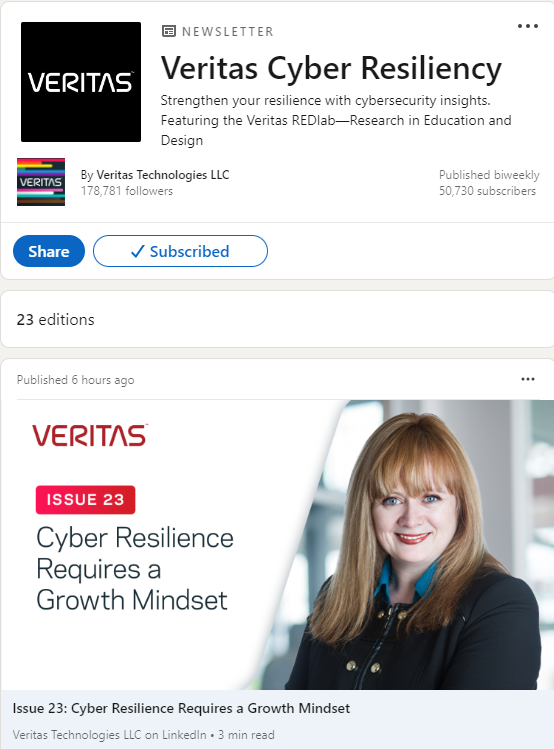 VERITAS
NEWSLETTER
Veritas Cyber Resiliency
Strengthen your resilience with cybersecurity insights.
Featuring the Veritas REDlab—Research in Education and
Design
VERITAS
By Veritas Technologies LLC
178,781 followers
Published biweekly
50,730 subscribers
Share
Subscribed
23 editions
Published 6 hours ago
VERITAS
ISSUE 23
Cyber Resilience
Requires a
Growth Mindset
Issue 23: Cyber Resilience Requires a Growth Mindset
Veritas Technologies LLC on LinkedIn • 3 min read